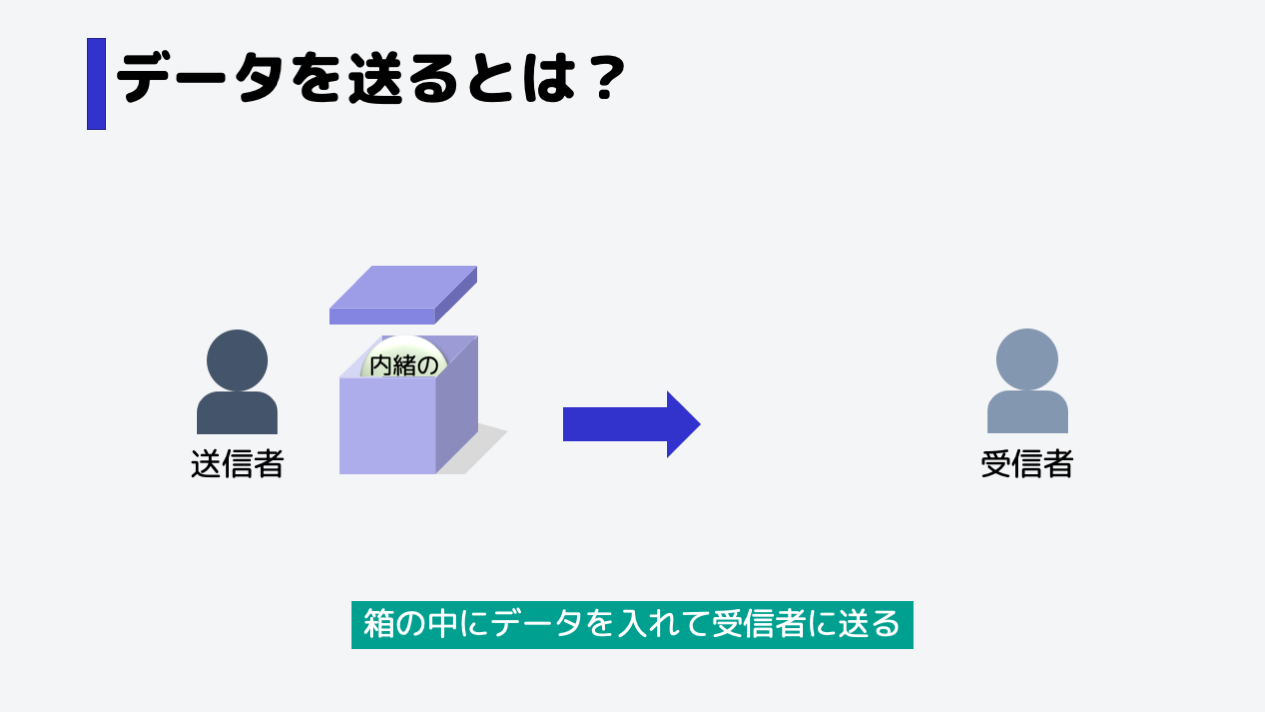 データを送るとは？
内緒の
送信者
受信者
箱の中にデータを入れて受信者に送る